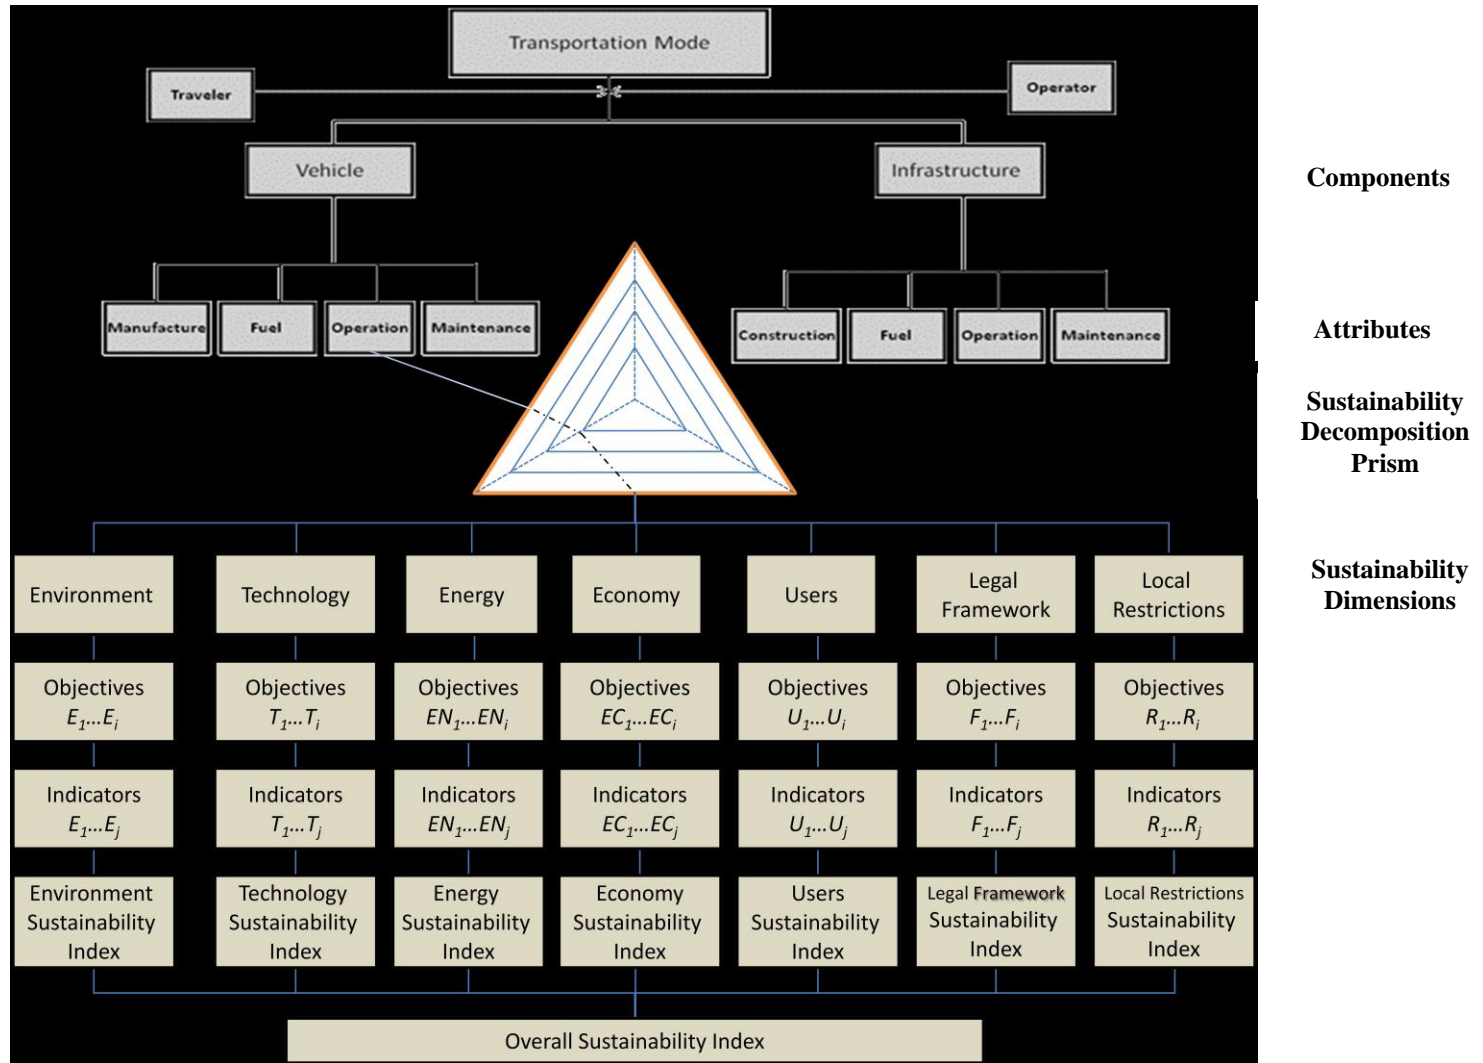 Transportation Mode
Traveler
Operator
Vehicle
Infrastructure
Components
Manufacture
Fuel
Operation
Maintenance
Construction
Fuel
Operation
Maintenance
Attributes
Sustainability
Decomposition
Prism
Sustainability
Dimensions
Environment
Technology
Energy
Economy
Users
Legal
Framework
Local
Restrictions
Objectives
E1...Ei
Objectives
T1...Ti
Objectives
EN1...ENi
Objectives
EC1...ECi
Objectives
U1...Ui
Objectives
F1...Fi
Objectives
R1...Ri
Indicators
E1...Ej
Indicators
T1...Tj
Indicators
EN1...ENj
Indicators
EC1...ECj
Indicators
U1...Uj
Indicators
F1...Fj
Indicators
R1...Rj
Environment
Sustainability
Index
Technology
Sustainability
Index
Energy
Sustainability
Index
Economy
Sustainability
Index
Users
Sustainability
Index
Legal Framework
Sustainability
Index
Local Restrictions
Sustainability
Index
Overall Sustainability Index